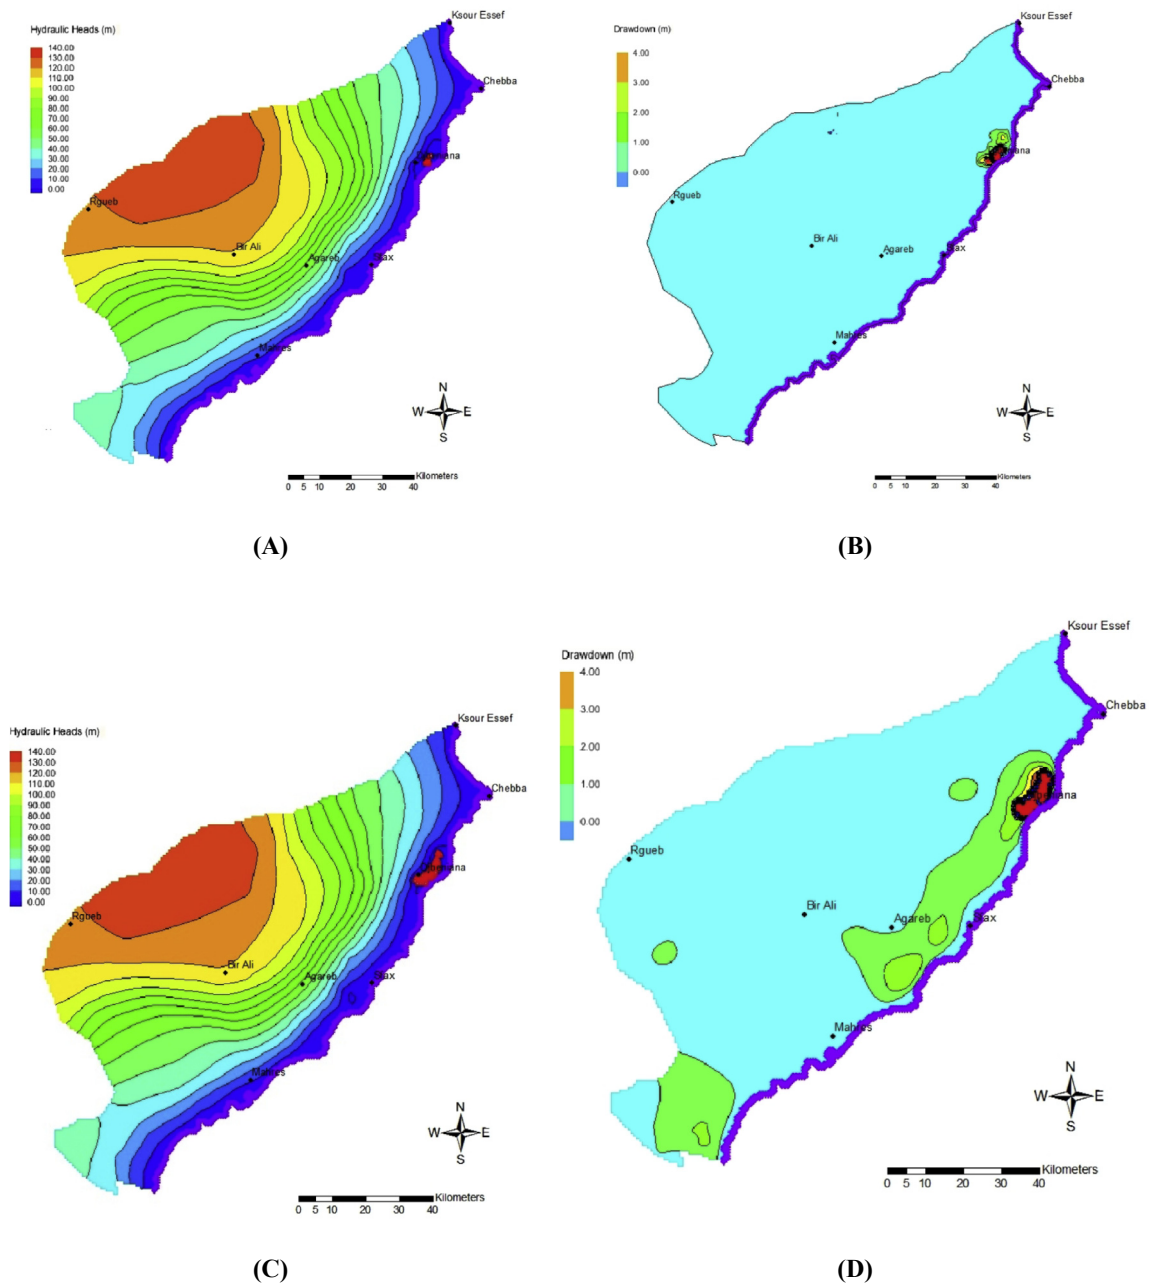 Hydraulic Heads (m)
140.00
130.00
120.00
110.00
100.00
90.00
80.00
70.00
60.00
50.00
40.00
30.00
20.00
10.00
0.00
Ksour Essef
Chebba
Rgueb
Bir Ali
Agareb
Mahres
N
W E
S
0 5 10 20 30 40
Kilometers
(A)
Drawdown (m)
4.00
3.00
2.00
1.00
0.00
Ksour Essef
Chebba
Rgueb
Bir Ali
Agareb
Mahres
N
W E
S
0 5 10 20 30 40
Kilometers
(B)
Hydraulic Heads (m)
140.00
130.00
120.00
100.00
90.00
80.00
70.00
60.00
50.00
40.00
30.00
20.00
10.00
0.00
Ksour Essef
Chebba
Rgueb
Bir Ali
Agareb
Mahres
N
W E
S
0 5 10 20 30 40
Kilometers
(C)
Drawdown (m)
4.00
3.00
2.00
1.00
0.00
Ksour Essef
Chebba
Rgueb
Bir Ali
Agareb
Mahres
N
W E
S
0 5 10 20 30 40
Kilometers
(D)